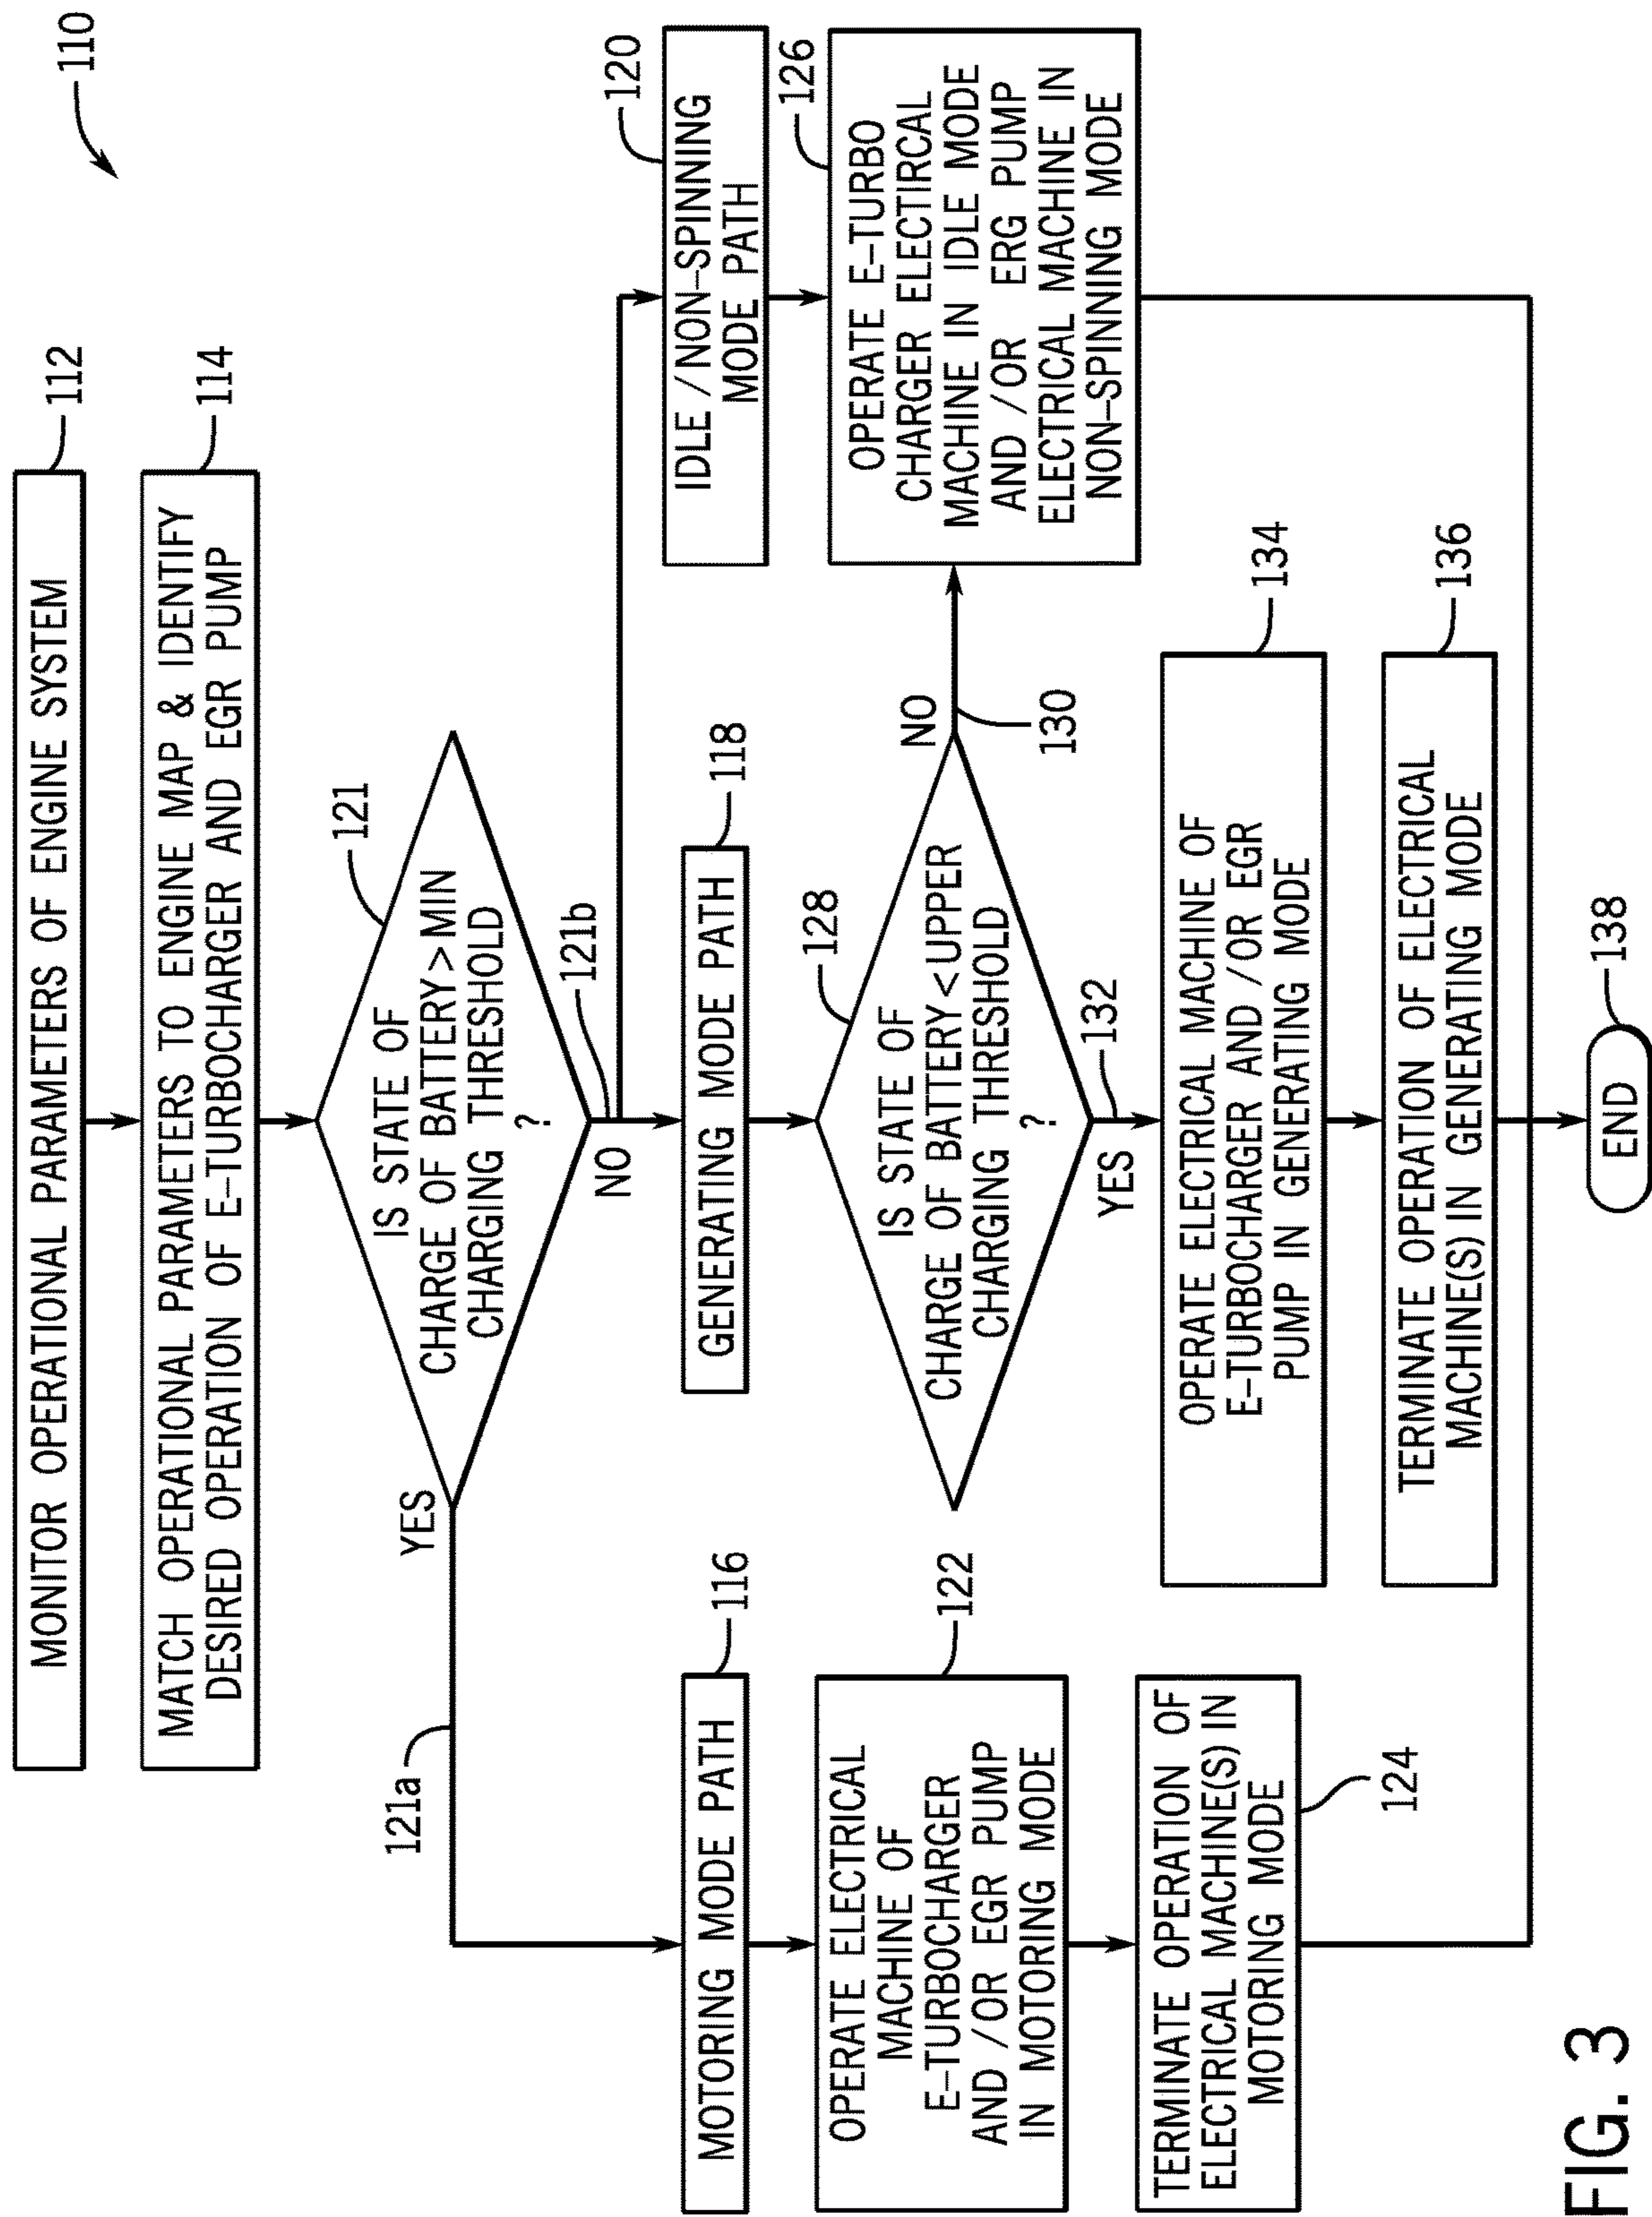 110
MONITOR OPERATIONAL PARAMETERS OF ENGINE SYSTEM
112
MATCH OPERATIONAL PARAMETERS TO ENGINE MAP & IDENTIFY
DESIRED OPERATION OF E-TURBOCHARGER AND EGR PUMP
114
121
IS STATE OF
CHARGE OF BATTERY > MIN
CHARGING THRESHOLD
?
YES
121a
NO
121b
MOTORING MODE PATH
116
GENERATING MODE PATH
118
IDLE/NON-SPINNING
MODE PATH
120
OPERATE ELECTRICAL
MACHINE OF
E-TURBOCHARGER
AND/OR EGR PUMP
IN MOTORING MODE
122
IS STATE OF
CHARGE OF BATTERY < UPPER
CHARGING THRESHOLD
?
128
NO
130
YES
132
OPERATE E-TURBO
CHARGER ELECTIRCAL
MACHINE IN IDLE MODE
AND/OR ERG PUMP
ELECTRICAL MACHINE IN
NON-SPINNING MODE
126
TERMINATE OPERATION OF
ELECTRICAL MACHINE(S) IN
MOTORING MODE
124
OPERATE ELECTRICAL MACHINE OF
E-TURBOCHARGER AND/OR EGR
PUMP IN GENERATING MODE
134
TERMINATE OPERATION OF ELECTRICAL
MACHINE(S) IN GENERATING MODE
136
END
138
FIG. 3